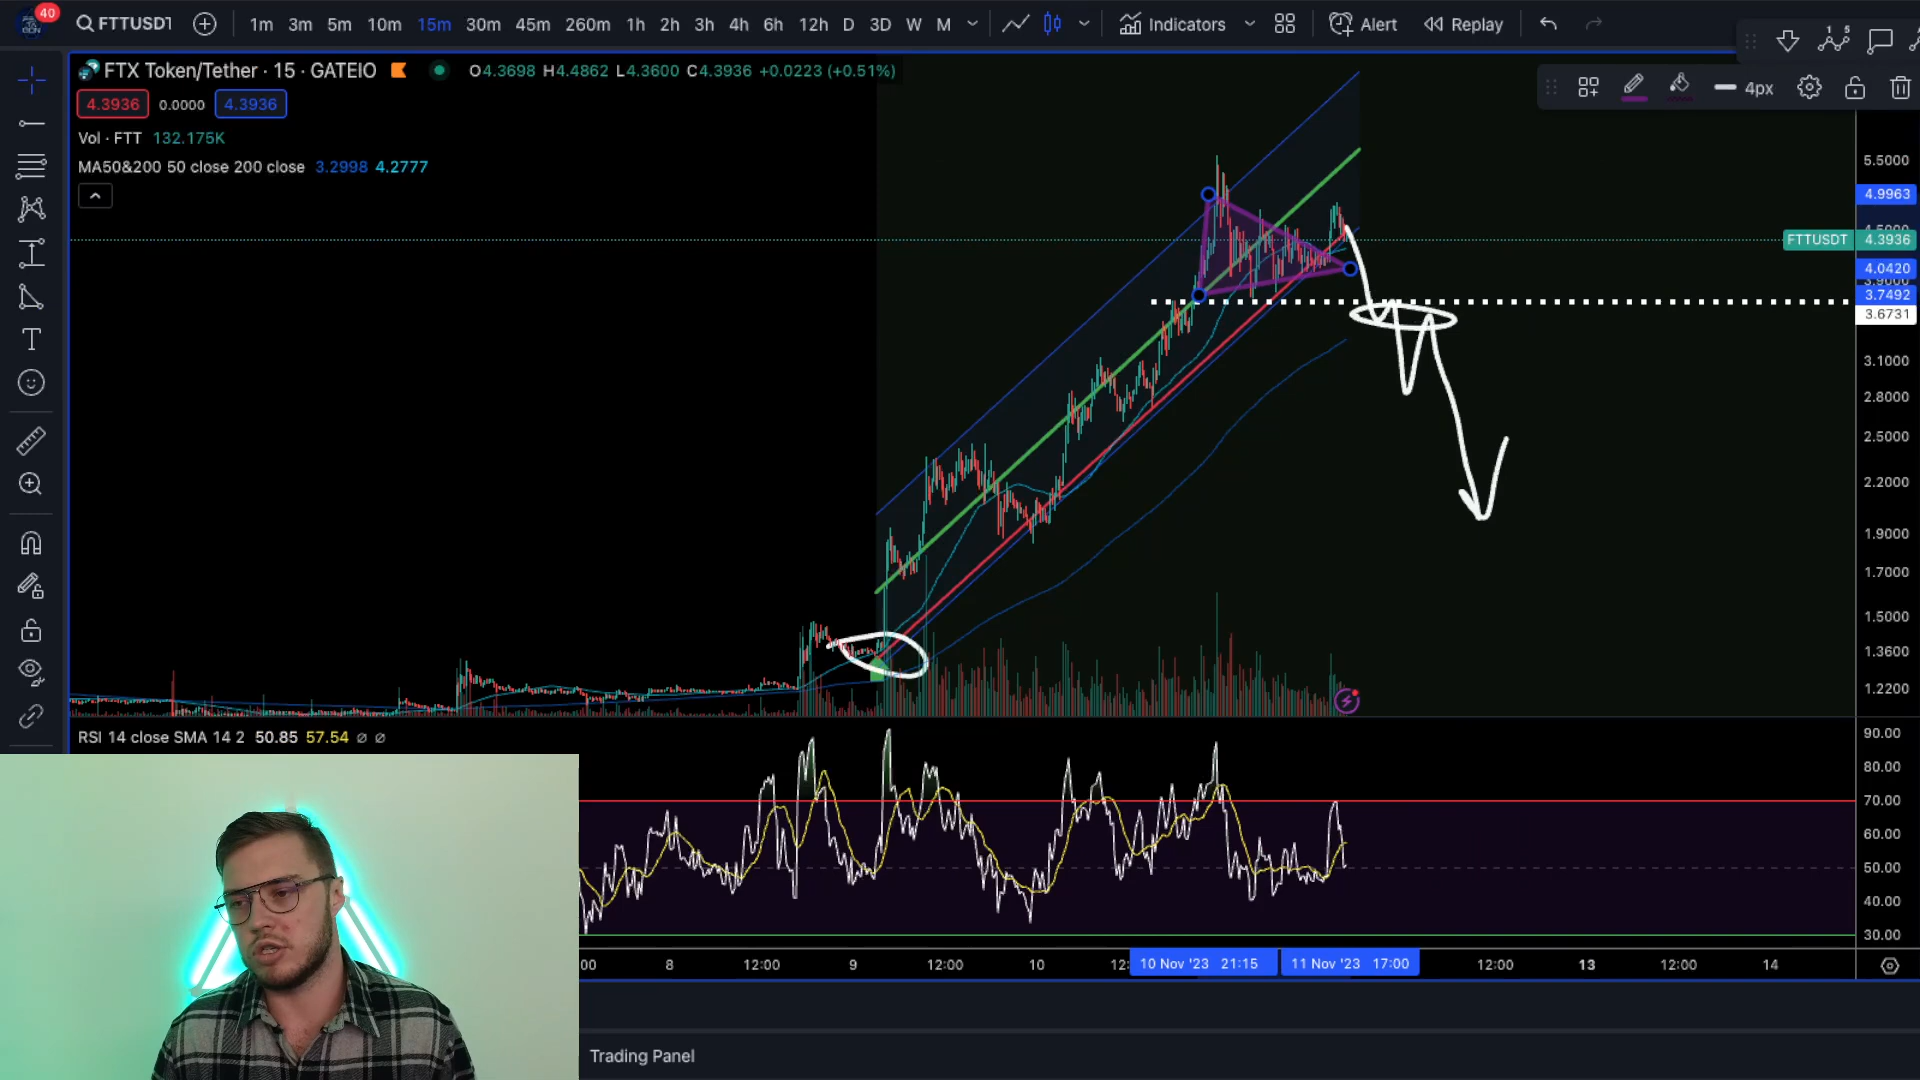 40
FTTUSDT
1m 3m 5m 10m 15m 30m 45m 260m 1h 2h 3h 4h 6h 12h D 3D W M
Indicators Alert Replay
FTX Token/Tether · 15 · GATEIO O4.3698 H4.4862 L4.3600 C4.3936 +0.0223 (+0.51%)
4px
4.3936 0.0000 4.3936
Vol · FTT 132.175K
MA50&200 50 close 200 close 3.2998 4.2777
5.5000
4.9963
FTTUSDT 4.3936
4.0420
3.7492
3.6731
3.1000
2.8000
2.5000
2.2000
1.9000
1.7000
1.5000
1.3600
1.2200
RSI 14 close SMA 14 2 50.85 57.54 ∅ ∅
90.00
80.00
70.00
60.00
50.00
40.00
30.00
:00 8 12:00 9 12:00 10 12: 10 Nov '23 21:15 11 Nov '23 17:00 12:00 13 12:00 14
Trading Panel